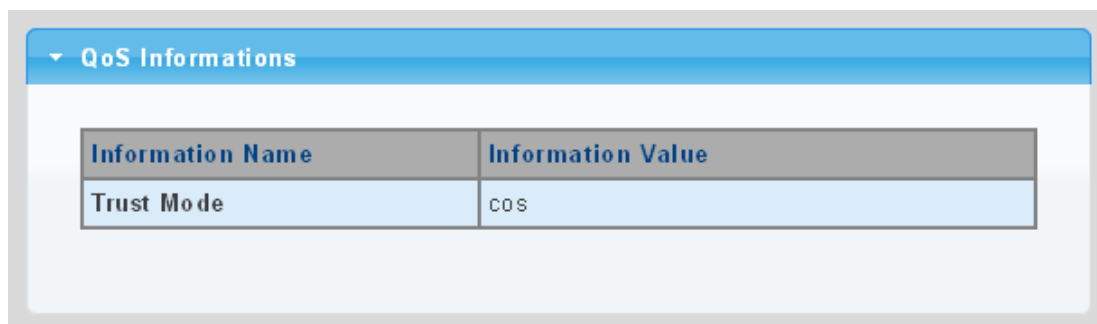 QoS Informations
Information Name Information Value
Trust Mode cos